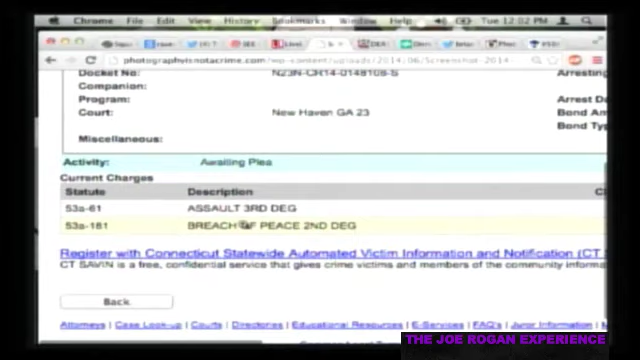 Chrome File Edit View History Bookmarks Window Help Tue 12:02 PM
photographyisnotacrime.com/wp-content/uploads/2014/06/Screenshot-2014-
Docket No: N23N-CR14-0148108-S Arresting
Companion:
Program: Arrest Da
Court: New Haven GA 23 Bond Am
Bond Typ
Miscellaneous:
Activity: Awaiting Plea
Current Charges
Statute Description C
53a-61 ASSAULT 3RD DEG
53a-181 BREACH OF PEACE 2ND DEG
Register with Connecticut Statewide Automated Victim Information and Notification (CT
CT SAVIN is a free, confidential service that gives crime victims and members of the community informa
Back
Attorneys | Case Look-up | Courts | Directories | Educational Resources | E-Services | FAQ's | Juror Information |
THE JOE ROGAN EXPERIENCE